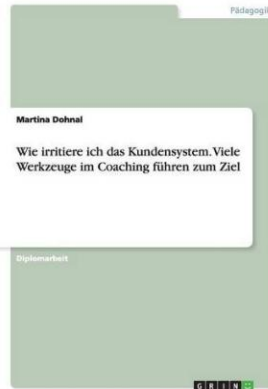 Pädagogik
Martina Dohnal
Wie irritiere ich das Kundensystem. Viele
Werkzeuge im Coaching führen zum Ziel
Diplomarbeit
GRIN